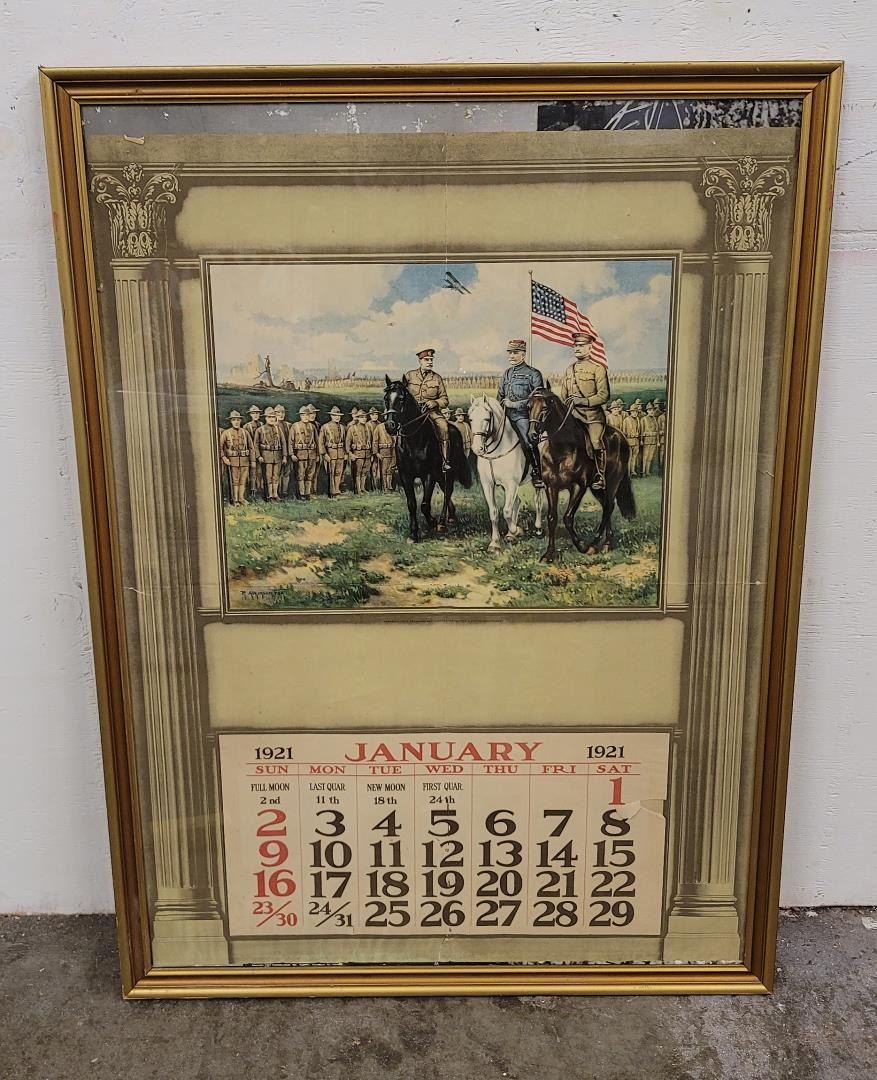 1921 JANUARY 1921
SUN MON TUE WED THU FRI SAT
FULL MOON LAST QUAR. NEW MOON FIRST QUAR. 1
2nd 11th 18th 24th
2 3 4 5 6 7 8
9 10 11 12 13 14 15
16 17 18 19 20 21 22
23/30 24/31 25 26 27 28 29